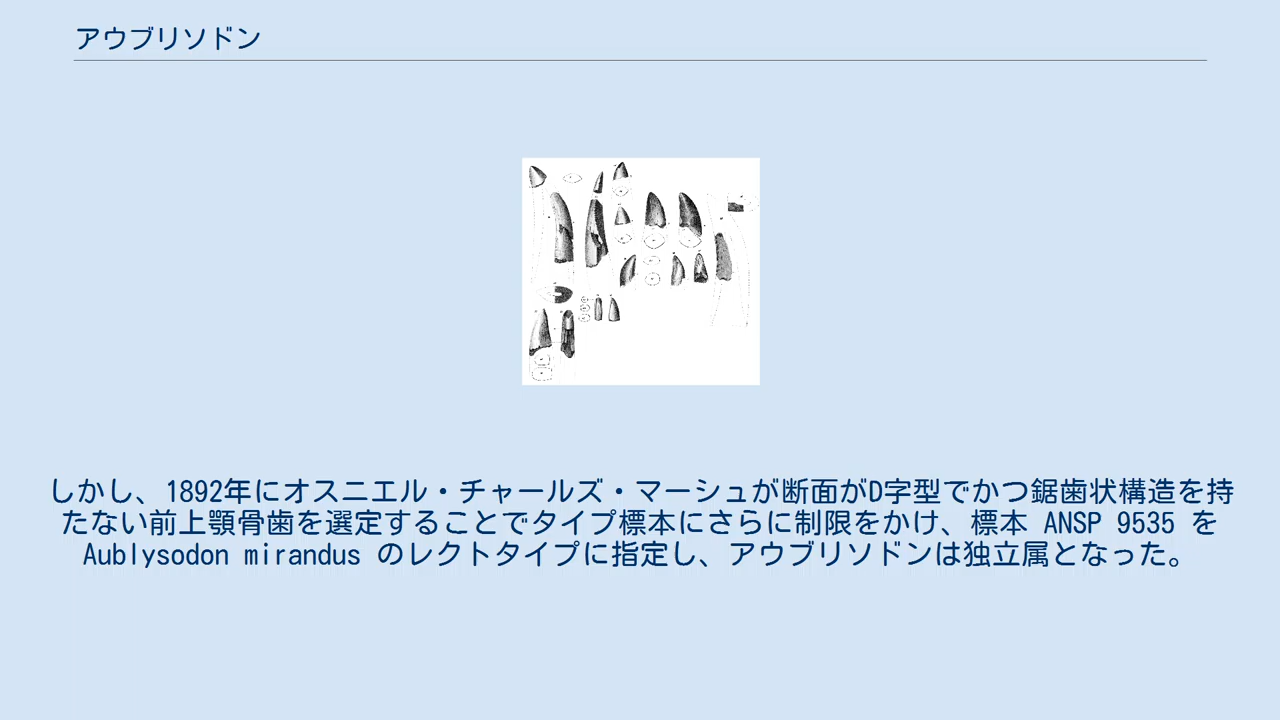 アウブリソドン
しかし、1892年にオスニエル・チャールズ・マーシュが断面がD字型でかつ鋸歯状構造を持
たない前上顎骨歯を選定することでタイプ標本にさらに制限をかけ、標本 ANSP 9535 を
Aublysodon mirandus のレクトタイプに指定し、アウブリソドンは独立属となった。